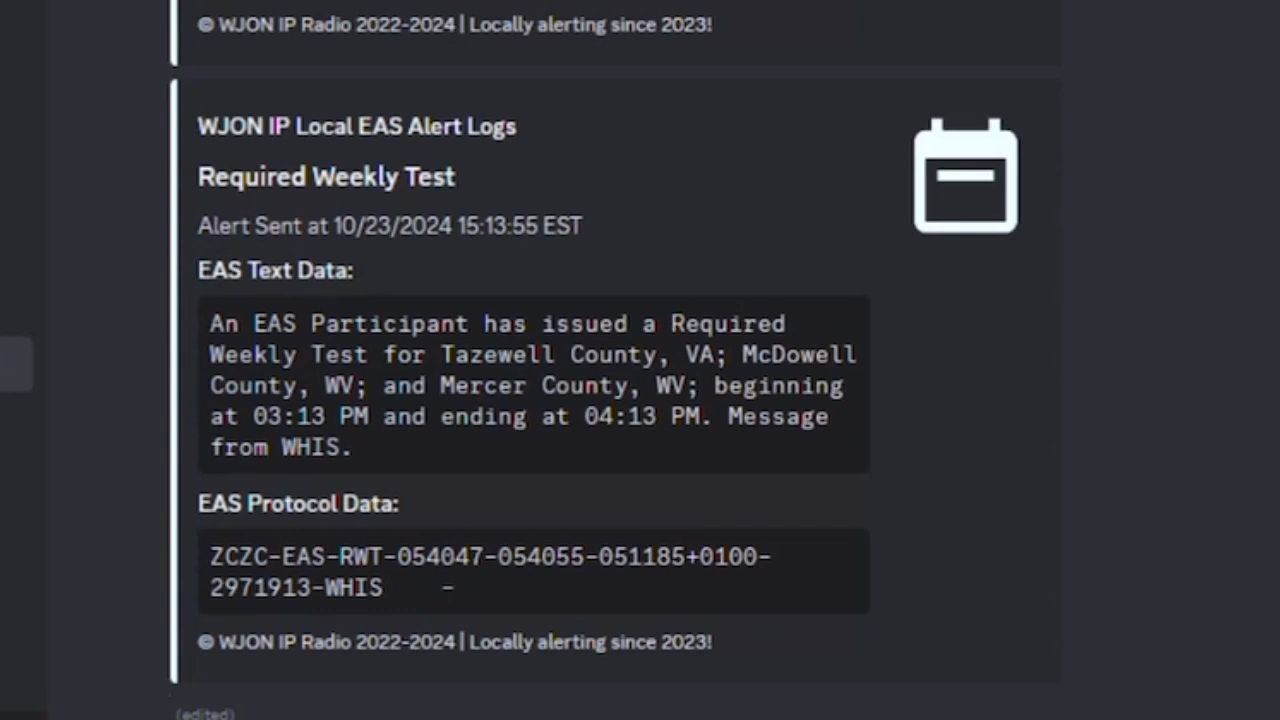 © WJON IP Radio 2022-2024 | Locally alerting since 2023!
WJON IP Local EAS Alert Logs
Required Weekly Test
Alert Sent at 10/23/2024 15:13:55 EST
EAS Text Data:
An EAS Participant has issued a Required
Weekly Test for Tazewell County, VA; McDowell
County, WV; and Mercer County, WV; beginning
at 03:13 PM and ending at 04:13 PM. Message
from WHIS.
EAS Protocol Data:
ZCZC-EAS-RWT-054047-054055-051185+0100-
2971913-WHIS    -
© WJON IP Radio 2022-2024 | Locally alerting since 2023!
(edited)